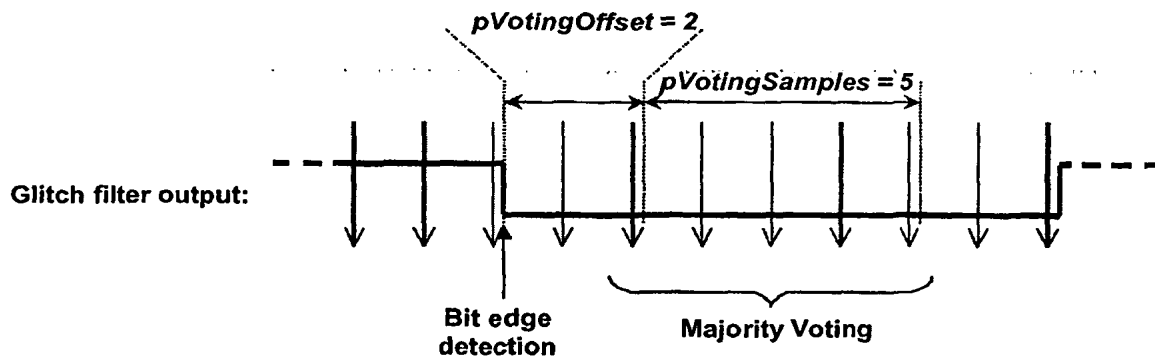 pVotingOffset = 2
pVotingSamples = 5
Glitch filter output:
Bit edge
detection
Majority Voting